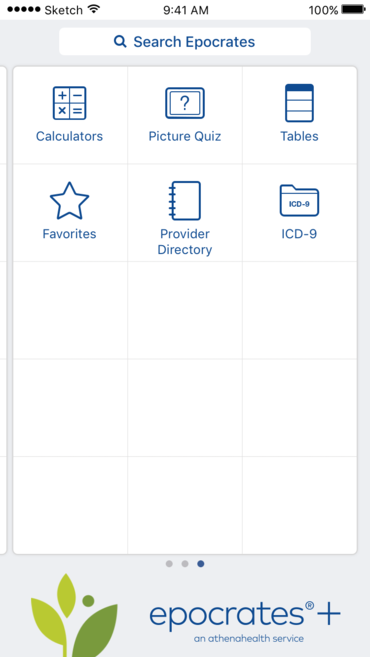 Sketch 9:41 AM 100%
Search Epocrates
Calculators Picture Quiz Tables
ICD-9
Favorites Provider Directory ICD-9
epocrates®+
an athenahealth service